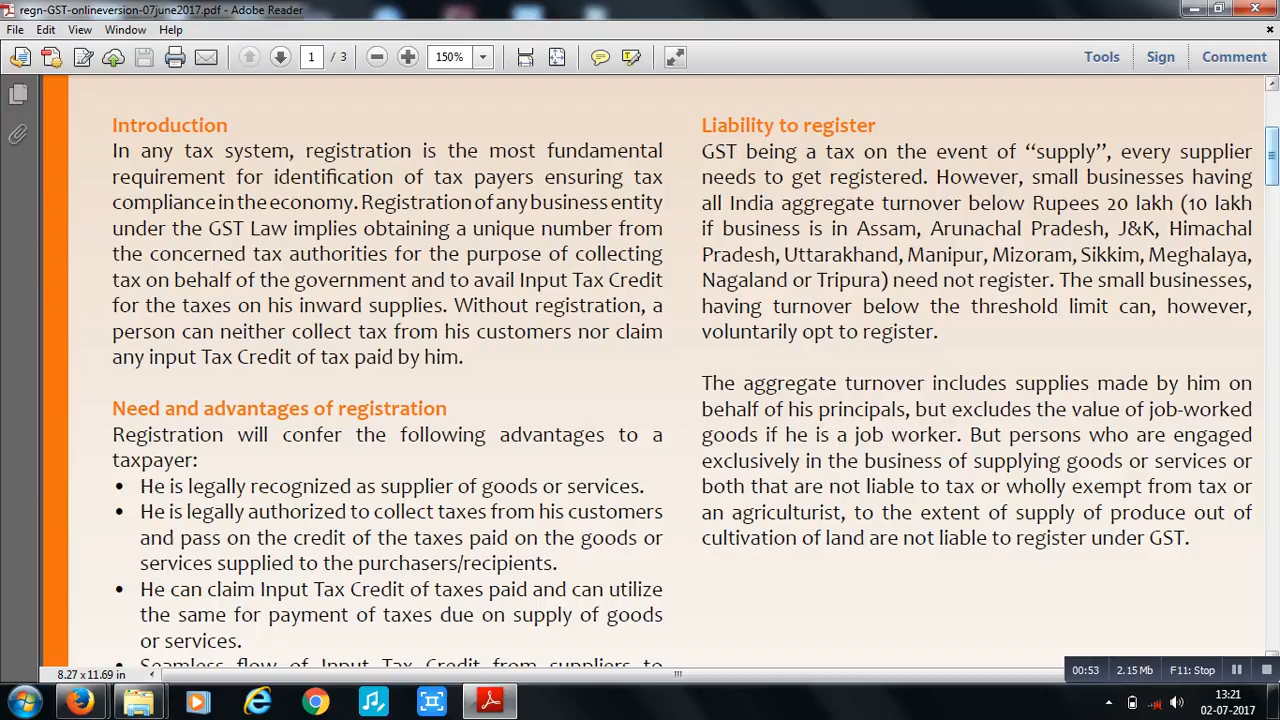 regn-GST-onlineversion-07june2017.pdf - Adobe Reader
File Edit View Window Help
1 / 3 150% Tools Sign Comment
Introduction
In any tax system, registration is the most fundamental
requirement for identification of tax payers ensuring tax
compliance in the economy. Registration of any business entity
under the GST Law implies obtaining a unique number from
the concerned tax authorities for the purpose of collecting
tax on behalf of the government and to avail Input Tax Credit
for the taxes on his inward supplies. Without registration, a
person can neither collect tax from his customers nor claim
any input Tax Credit of tax paid by him.
Need and advantages of registration
Registration will confer the following advantages to a
taxpayer:
• He is legally recognized as supplier of goods or services.
• He is legally authorized to collect taxes from his customers
and pass on the credit of the taxes paid on the goods or
services supplied to the purchasers/recipients.
• He can claim Input Tax Credit of taxes paid and can utilize
the same for payment of taxes due on supply of goods
or services.
• Seamless flow of Input Tax Credit from suppliers to
Liability to register
GST being a tax on the event of “supply”, every supplier
needs to get registered. However, small businesses having
all India aggregate turnover below Rupees 20 lakh (10 lakh
if business is in Assam, Arunachal Pradesh, J&K, Himachal
Pradesh, Uttarakhand, Manipur, Mizoram, Sikkim, Meghalaya,
Nagaland or Tripura) need not register. The small businesses,
having turnover below the threshold limit can, however,
voluntarily opt to register.
The aggregate turnover includes supplies made by him on
behalf of his principals, but excludes the value of job-worked
goods if he is a job worker. But persons who are engaged
exclusively in the business of supplying goods or services or
both that are not liable to tax or wholly exempt from tax or
an agriculturist, to the extent of supply of produce out of
cultivation of land are not liable to register under GST.
8.27 x 11.69 in
00:53 2.15 Mb F11: Stop
13:21
02-07-2017